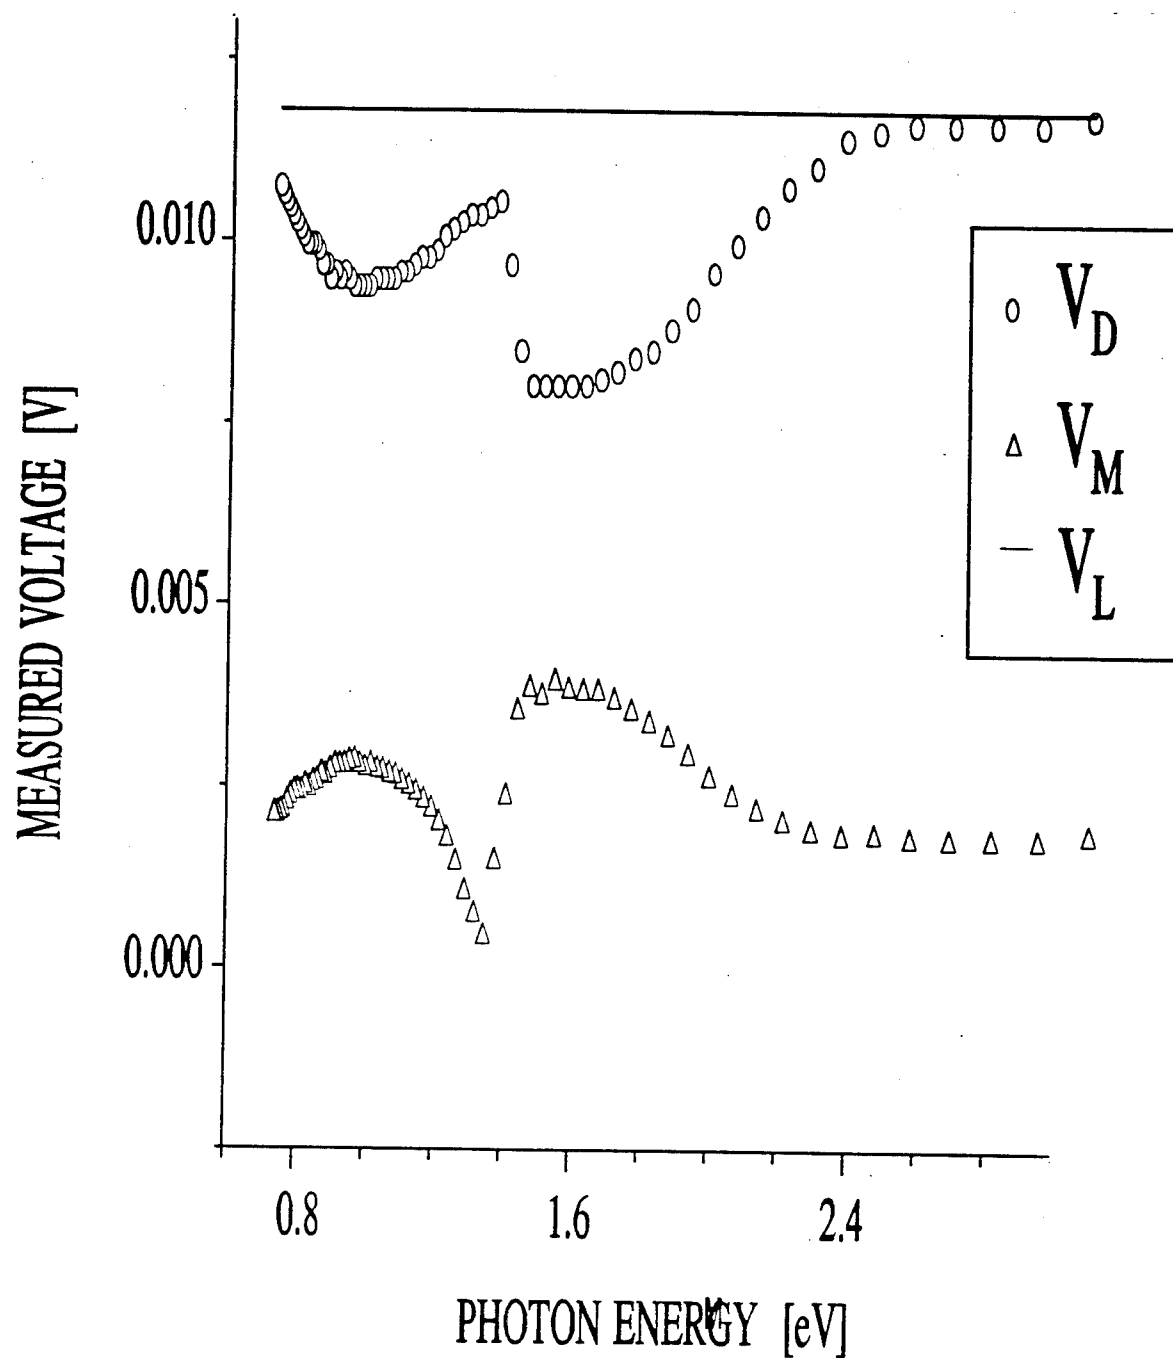 MEASURED VOLTAGE [V]
0.010
0.005
0.000
0.8
1.6
2.4
PHOTON ENERGY [eV]
V_D
V_M
V_L